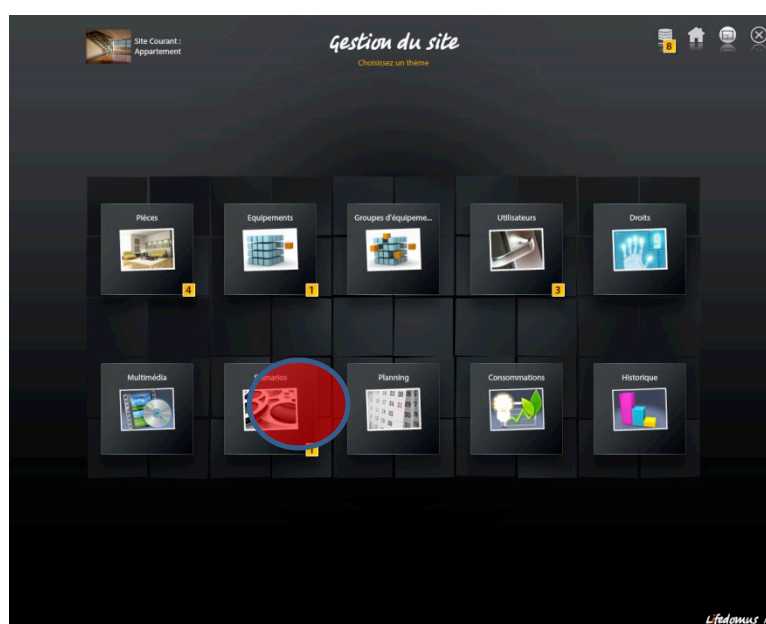 Site Courant :
Appartement
Gestion du site
Choisissez un thème
8
Pièces
Equipements
Groupes d'équipeme...
Utilisateurs
Droits
4
1
3
Multimédia
Scénarios
Planning
Consommations
Historique
1
Lifedomus